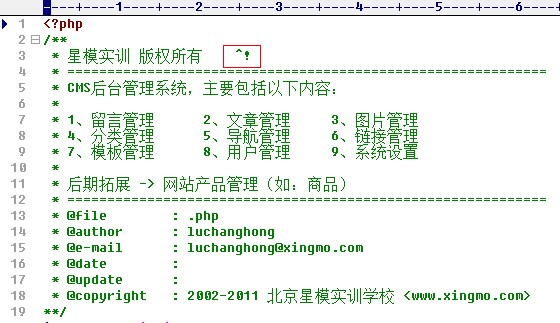 ----+----1----+----2----+----3----+----4----+----5----+----6----
1 <?php
2 /**
3 * 星模实训 版权所有 ^!
4 * ==============================================================
5 * CMS后台管理系统，主要包括以下内容：
6 *
7 * 1、留言管理 2、文章管理 3、图片管理
8 * 4、分类管理 5、导航管理 6、链接管理
9 * 7、模板管理 8、用户管理 9、系统设置
10 *
11 * 后期拓展 -> 网站产品管理（如：商品）
12 * ==============================================================
13 * @file : .php
14 * @author : luchanghong
15 * @e-mail : luchanghong@xingmo.com
16 * @date :
17 * @update :
18 * @copyright : 2002-2011 北京星模实训学校 <www.xingmo.com>
19 **/